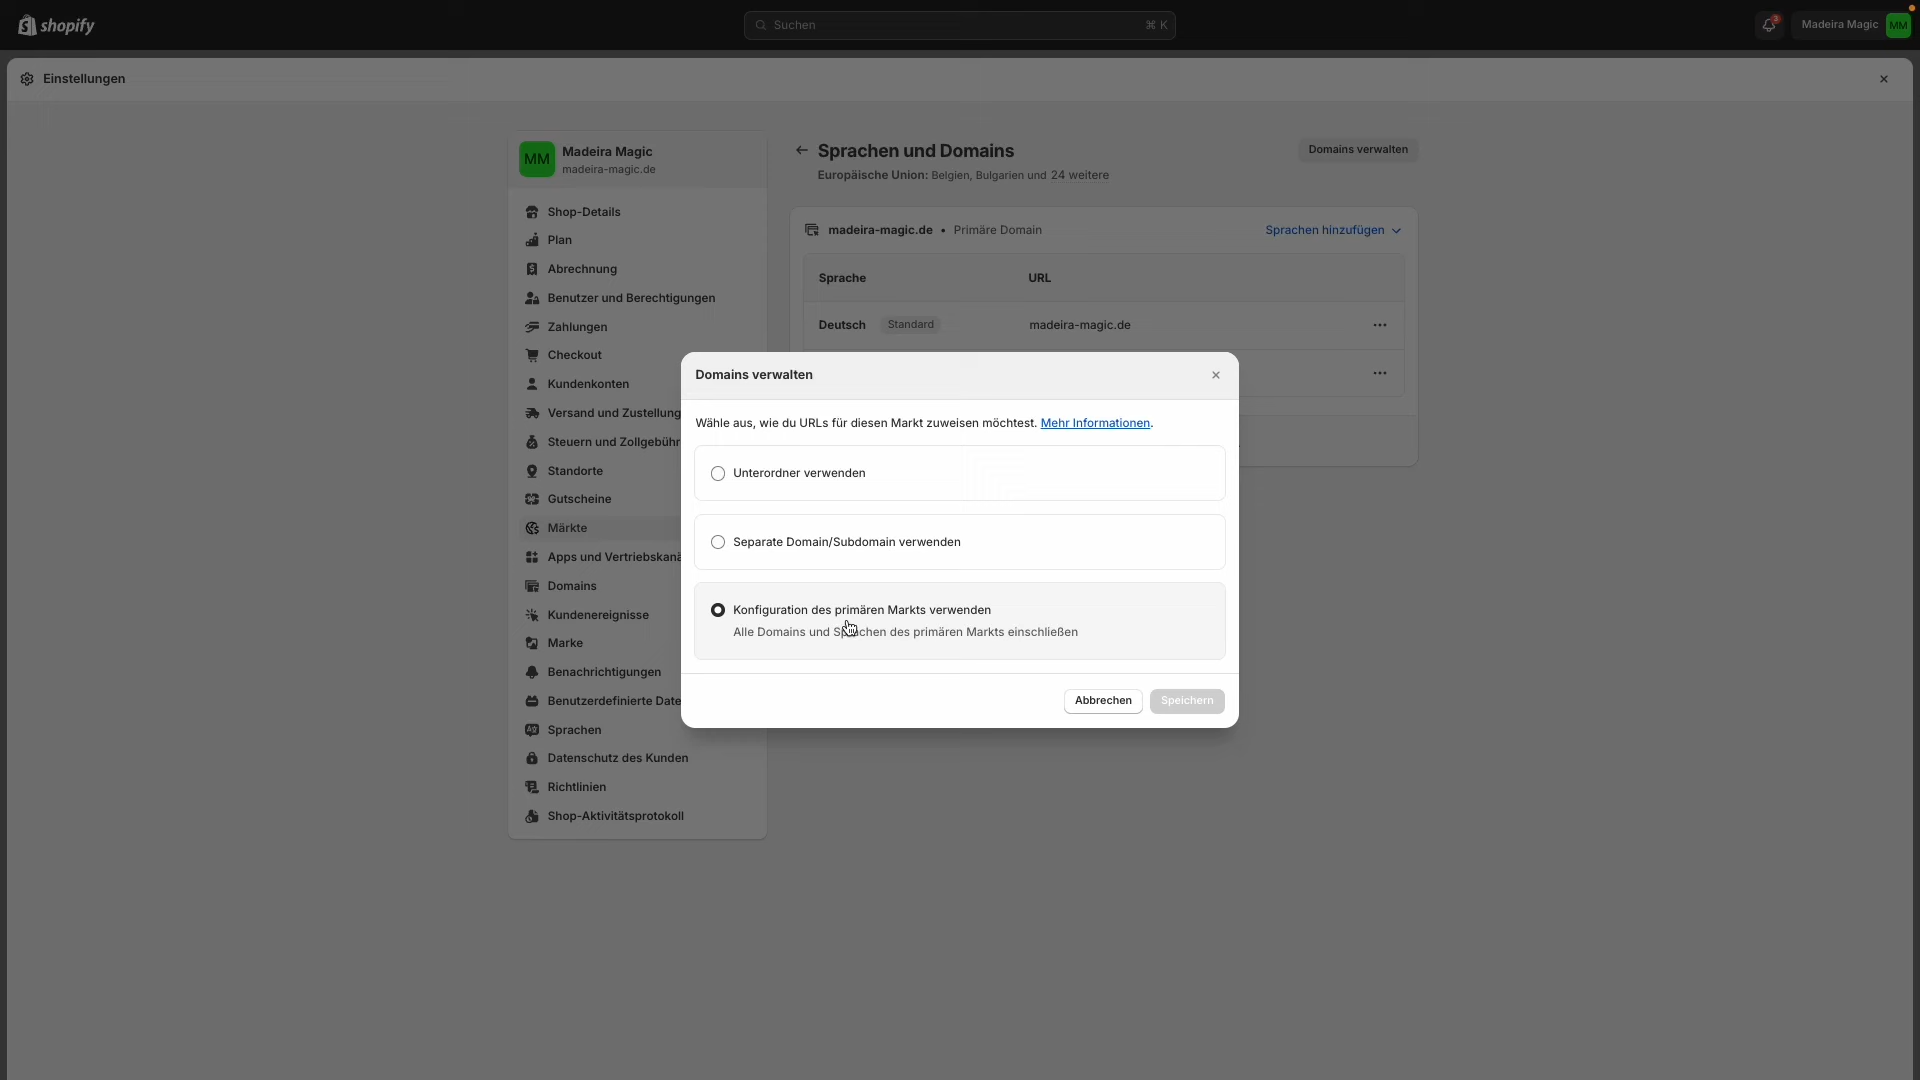 shopify
Suchen
⌘ K
2
Madeira Magic
MM
Einstellungen
MM
Madeira Magic
madeira-magic.de
Shop-Details
Plan
Abrechnung
Benutzer und Berechtigungen
Zahlungen
Checkout
Kundenkonten
Versand und Zustellung
Steuern und Zollgebühr
Standorte
Gutscheine
Märkte
Apps und Vertriebskanä
Domains
Kundenereignisse
Marke
Benachrichtigungen
Benutzerdefinierte Date
Sprachen
Datenschutz des Kunden
Richtlinien
Shop-Aktivitätsprotokoll
Sprachen und Domains
Domains verwalten
Europäische Union: Belgien, Bulgarien und 24 weitere
madeira-magic.de • Primäre Domain
Sprachen hinzufügen
Sprache URL
Deutsch Standard madeira-magic.de
Domains verwalten
Wähle aus, wie du URLs für diesen Markt zuweisen möchtest. Mehr Informationen.
Unterordner verwenden
Separate Domain/Subdomain verwenden
Konfiguration des primären Markts verwenden
Alle Domains und Sprachen des primären Markts einschließen
Abbrechen
Speichern